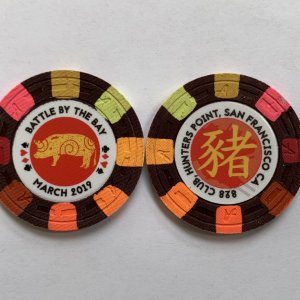 BATTLE BY THE BAY
MARCH 2019
828 CLUB, HUNTERS POINT, SAN FRANCISCO CA
豬